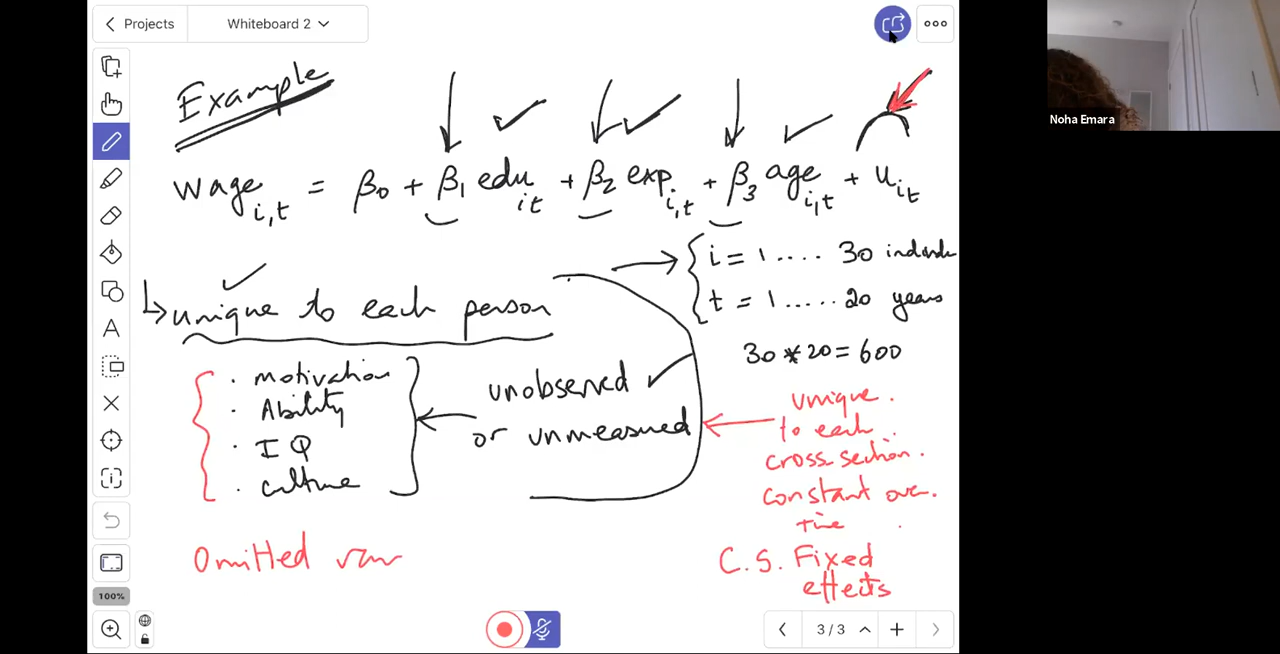 Projects
Whiteboard 2
Noha Emara
Example
wage i,t = β0 + β1 edu it + β2 exp. i,t + β3 age i,t + u it
i = 1 .... 30
t = 1 ..... 20 years
30 * 20 = 600
unique to each person
· motivation
· Ability
· IQ
· culture
unobserved
or unmeasured
unique.
to each.
cross section.
constant over.
time
C.S. Fixed
effects
Omitted var
A
100%
3/3